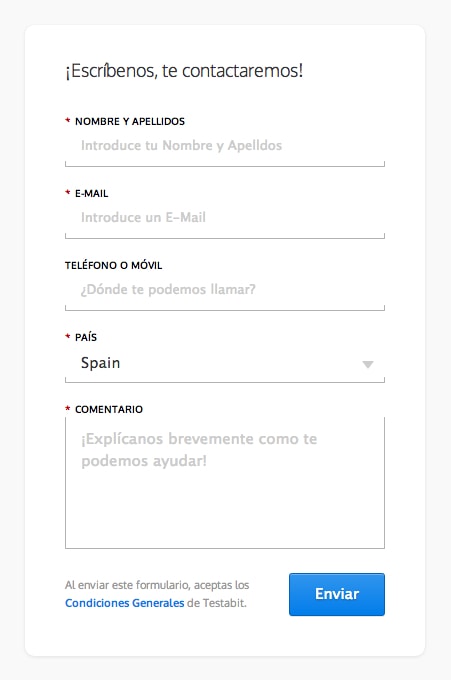 ¡Escríbenos, te contactaremos!
* NOMBRE Y APELLIDOS
Introduce tu Nombre y Apelldos
* E-MAIL
Introduce un E-Mail
TELÉFONO O MÓVIL
¿Dónde te podemos llamar?
* PAÍS
Spain
* COMENTARIO
¡Explícanos brevemente como te
podemos ayudar!
Al enviar este formulario, aceptas los
Condiciones Generales de Testabit.
Enviar